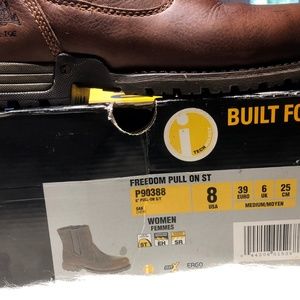 BUILT FO
i
TECH
FREEDOM PULL ON ST
P90388
6" PULL-ON S/T
OAK
8
USA
39
EURO
6
UK
25
CM
MEDIUM/MOYEN
WOMEN
FEMMES
ST
EH
SR
ERGO